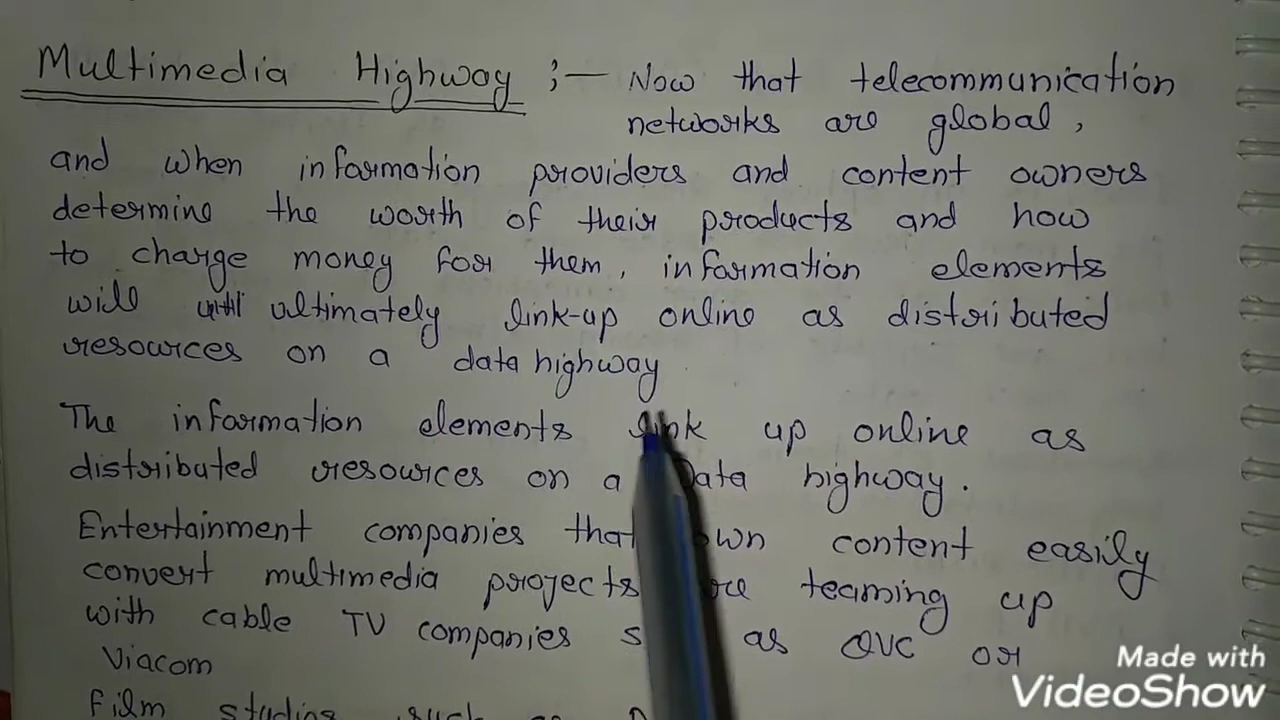 Multimedia Highway ;— Now that telecommunication
networks are global,
and when information providers and content owners
determine the worth of their products and how
to charge money for them, information elements
will ultimately link-up online as distributed
resources on a data highway
The information elements link up online as
distributed resources on a Data highway.
Entertainment companies that own content easily
convert multimedia projects are teaming up
with cable TV companies as QVC or
Viacom
Film studios such as
Made with
VideoShow